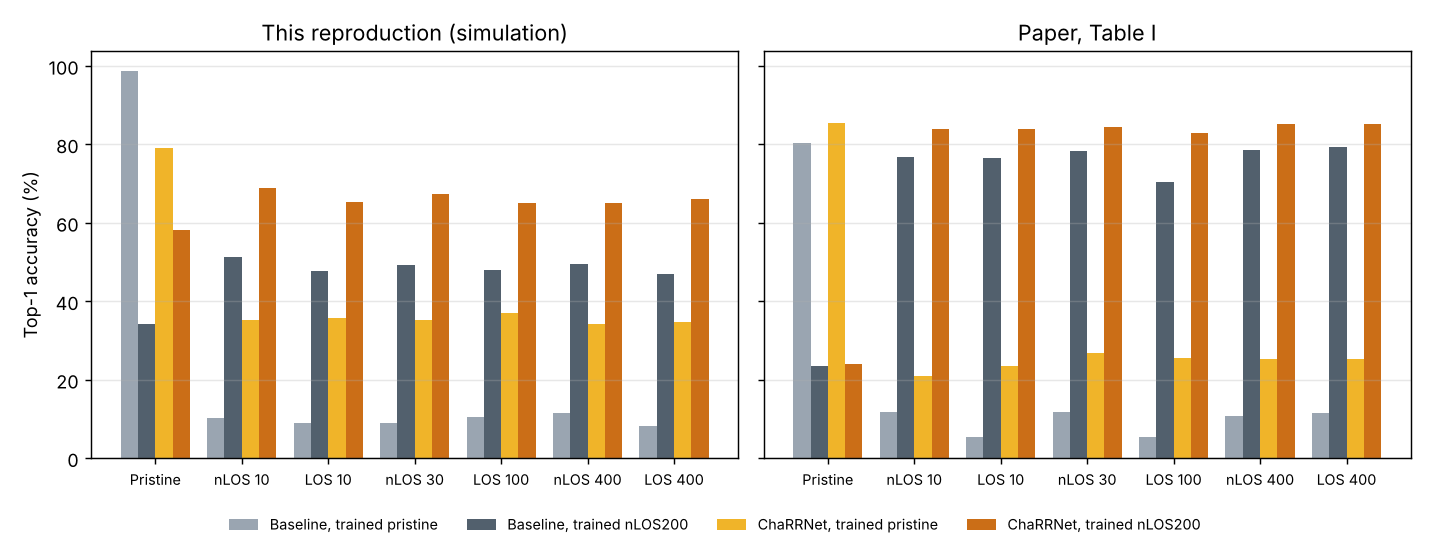 This reproduction (simulation)
Paper, Table I
Top-1 accuracy (%)
100
80
60
40
20
0
Pristine nLOS 10 LOS 10 nLOS 30 LOS 100 nLOS 400 LOS 400
Pristine nLOS 10 LOS 10 nLOS 30 LOS 100 nLOS 400 LOS 400
Baseline, trained pristine Baseline, trained nLOS200 ChaRRNet, trained pristine ChaRRNet, trained nLOS200